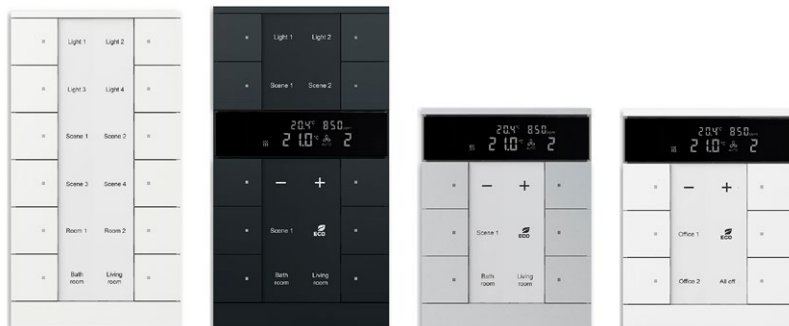 Light 1 Light 2
Light 3 Light 4
Scene 1 Scene 2
Scene 3 Scene 4
Room 1 Room 2
Bath Living
room room
Light 1 Light 2
Scene 1 Scene 2
20.4°C 850ppm
21.0°C AUTO 2
− +
Scene 1 ECO
Bath Living
room room
20.4°C 850ppm
21.0°C AUTO 2
− +
Scene 1 ECO
Bath Living
room room
20.4°C 850ppm
21.0°C AUTO 2
− +
Office 1 ECO
Office 2 All off